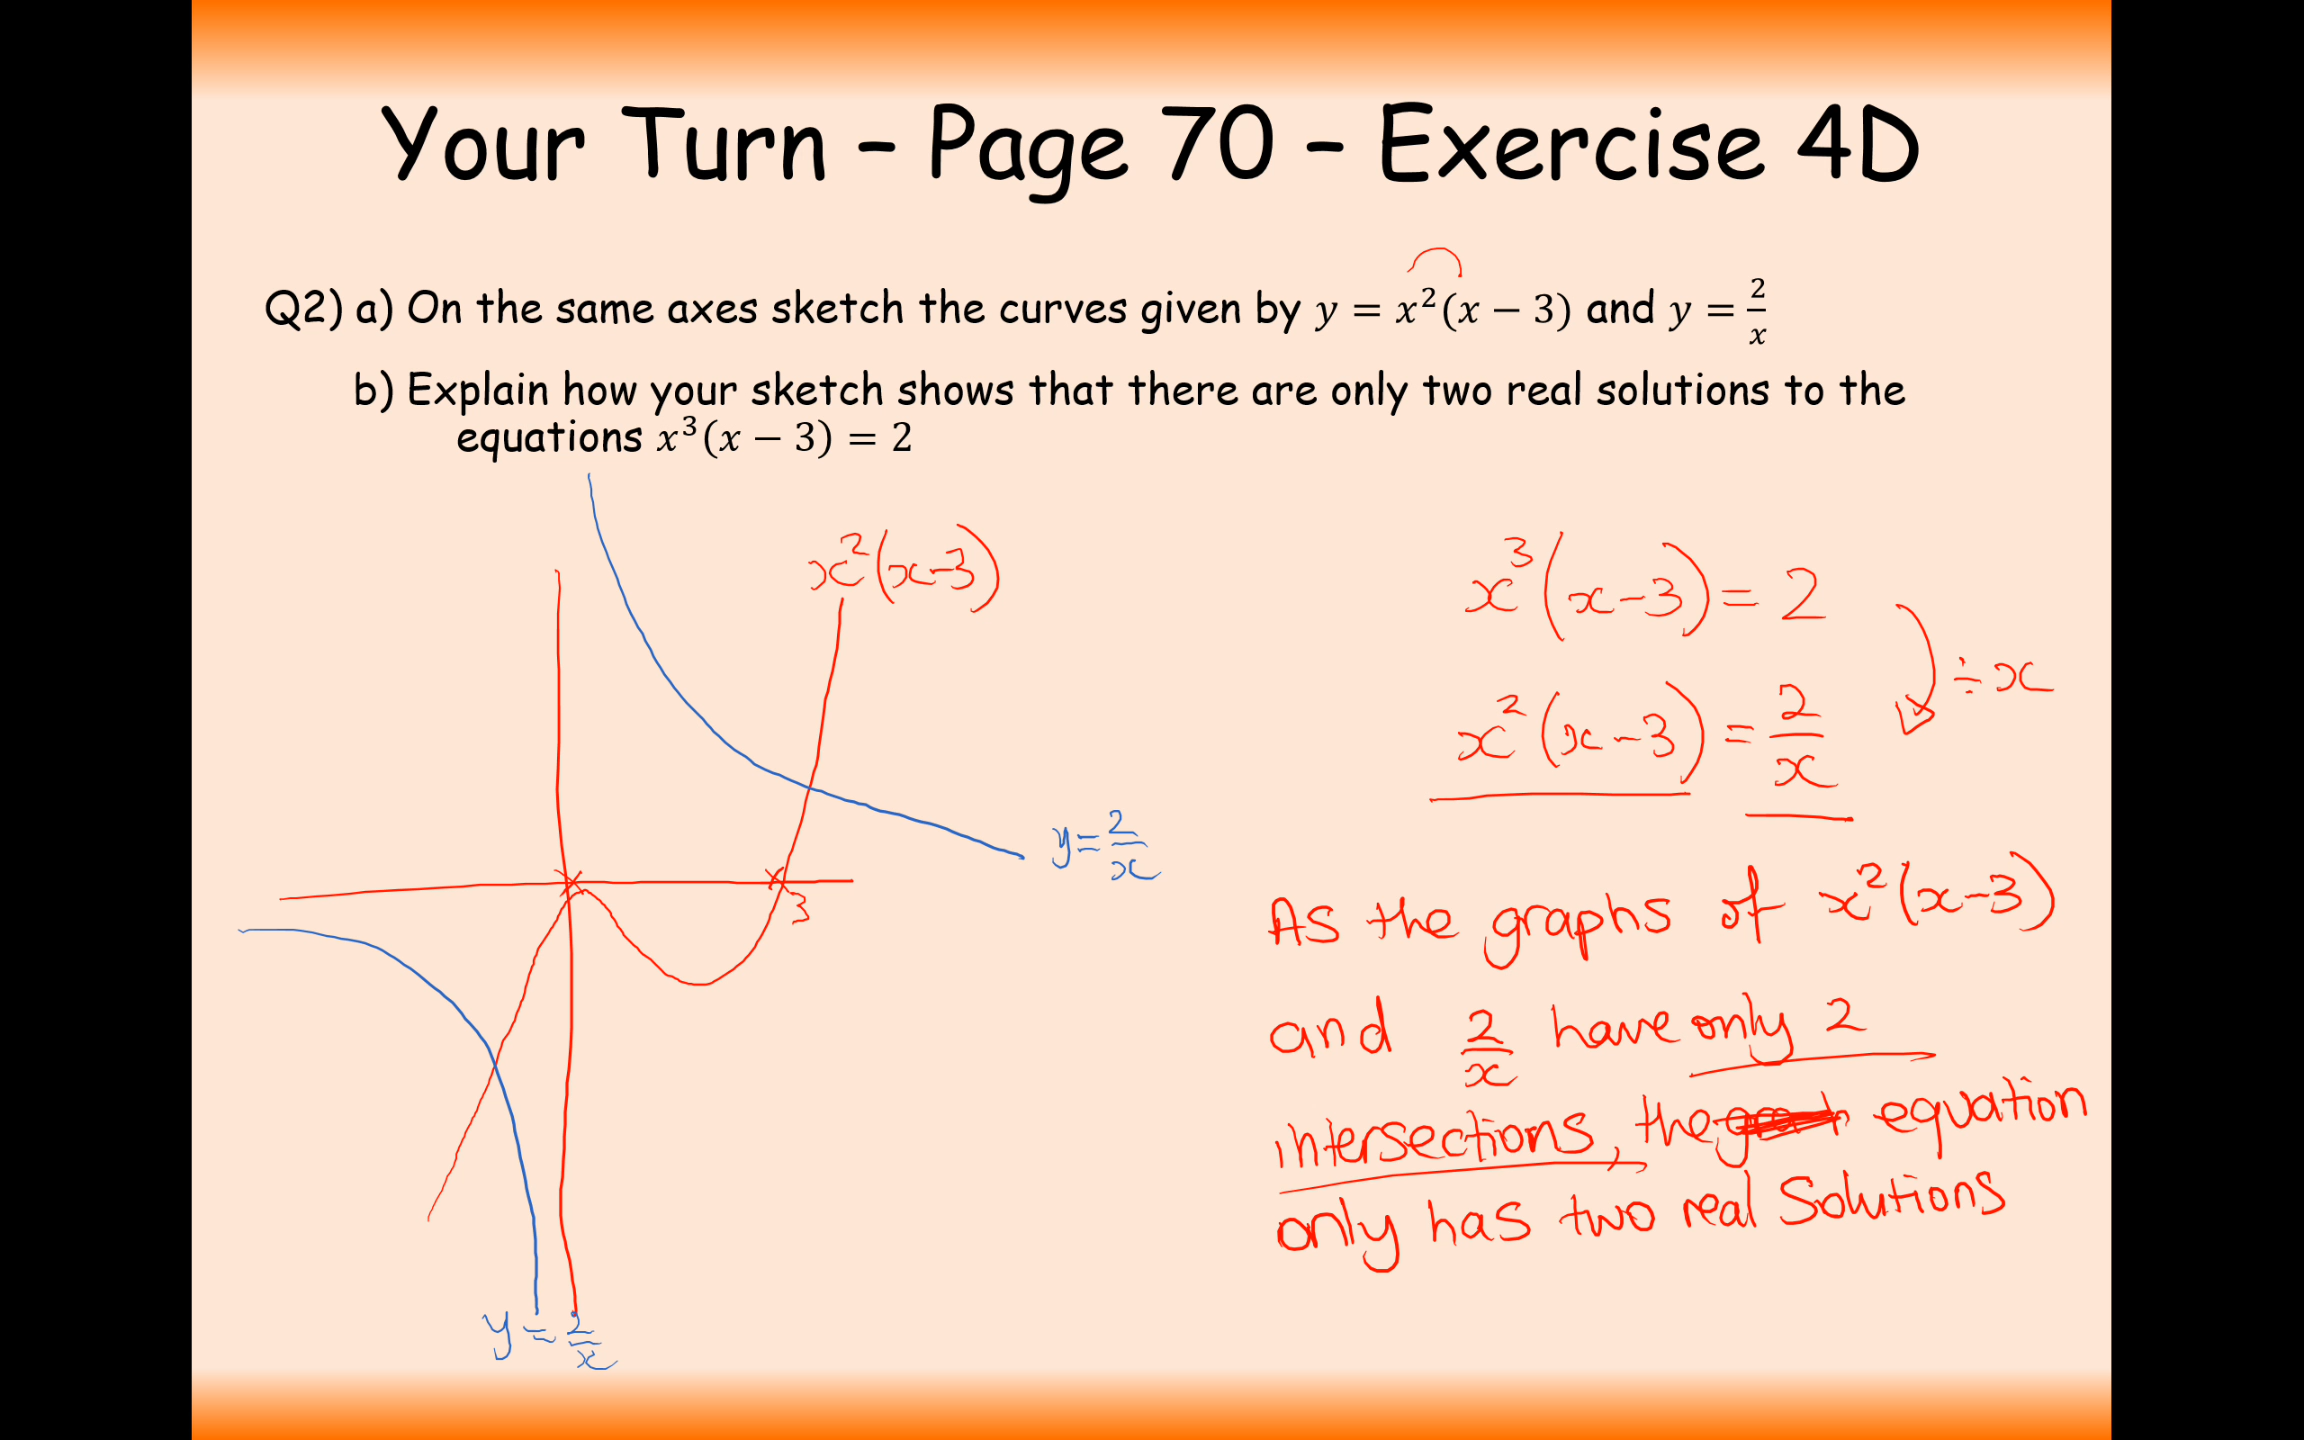 Your Turn – Page 70 – Exercise 4D
Q2) a) On the same axes sketch the curves given by y = x²(x − 3) and y = 2/x
b) Explain how your sketch shows that there are only two real solutions to the
equations x³(x − 3) = 2
x²(x-3)
y = 2/x
3
y = 2/x
x³(x-3) = 2
÷ x
x²(x-3) = 2/x
As the graphs of x²(x-3)
and 2/x have only 2
intersections, the equation
only has two real solutions